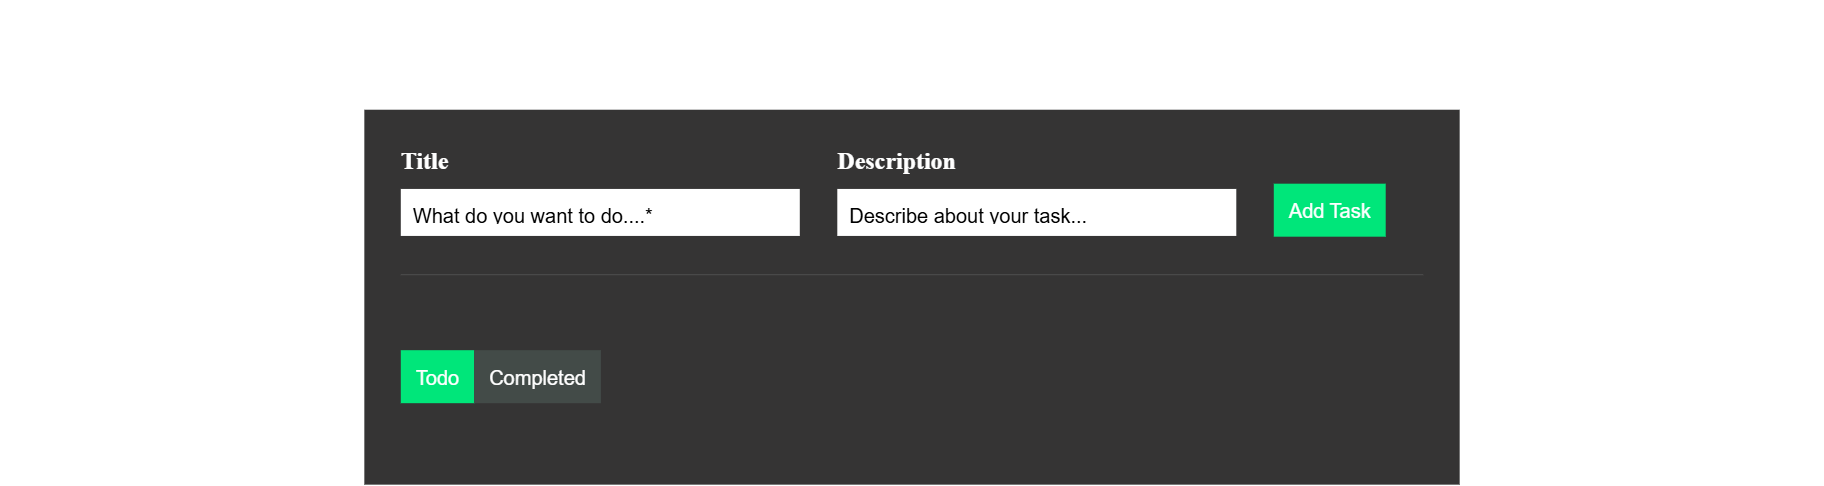 Title
Description
What do you want to do....*
Describe about your task...
Add Task
Todo
Completed